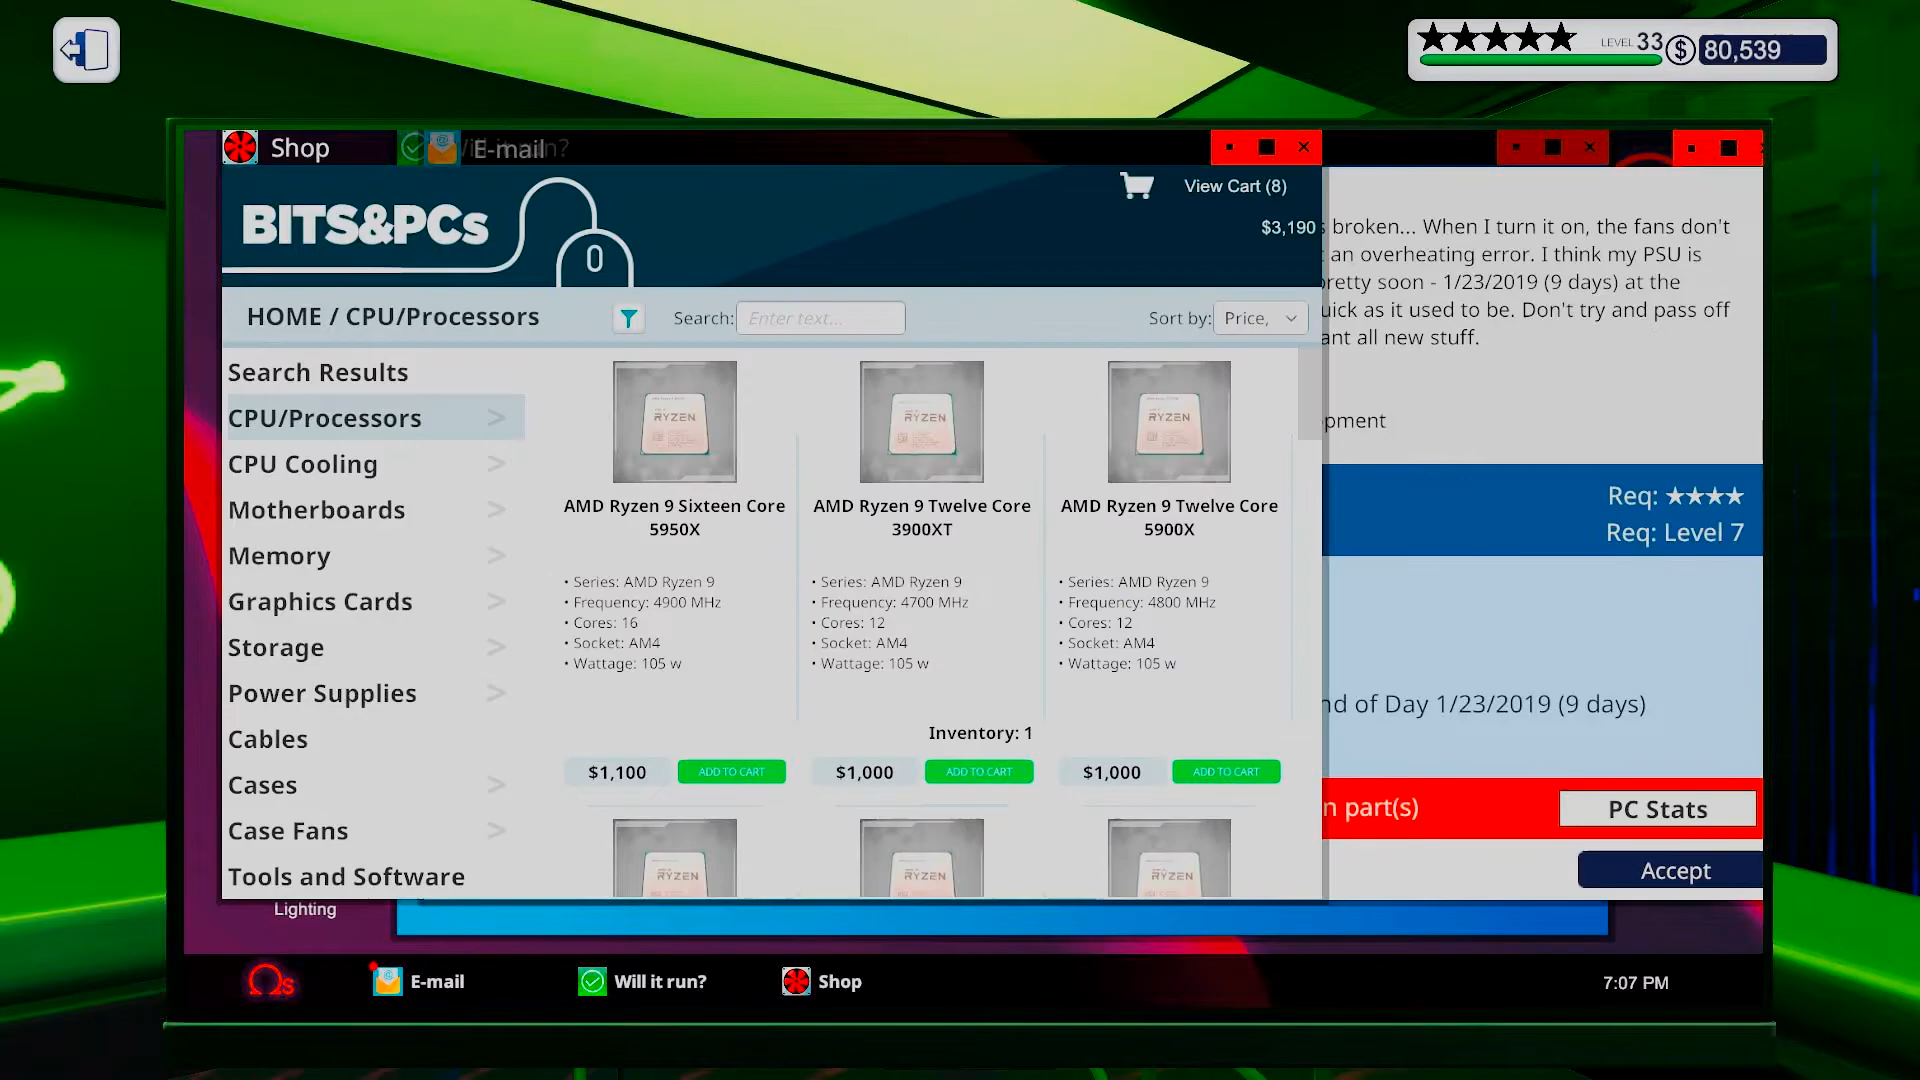 LEVEL 33 $ 80,539
Shop
E-mail
View Cart (8)
BITS&PCs
$3,190
broken... When I turn it on, the fans don't
an overheating error. I think my PSU is
pretty soon - 1/23/2019 (9 days) at the
uick as it used to be. Don't try and pass off
ant all new stuff.
pment
HOME / CPU/Processors
Search:
Enter text...
Sort by:
Price,
Search Results
CPU/Processors >
CPU Cooling >
Motherboards >
Memory >
Graphics Cards >
Storage >
Power Supplies >
Cables
Cases >
Case Fans >
Tools and Software
Lighting
RYZEN
AMD Ryzen 9 Sixteen Core
5950X
• Series: AMD Ryzen 9
• Frequency: 4900 MHz
• Cores: 16
• Socket: AM4
• Wattage: 105 w
$1,100
ADD TO CART
RYZEN
AMD Ryzen 9 Twelve Core
3900XT
• Series: AMD Ryzen 9
• Frequency: 4700 MHz
• Cores: 12
• Socket: AM4
• Wattage: 105 w
Inventory: 1
$1,000
ADD TO CART
RYZEN
AMD Ryzen 9 Twelve Core
5900X
• Series: AMD Ryzen 9
• Frequency: 4800 MHz
• Cores: 12
• Socket: AM4
• Wattage: 105 w
$1,000
ADD TO CART
RYZEN
RYZEN
RYZEN
Req: ★★★★
Req: Level 7
nd of Day 1/23/2019 (9 days)
n part(s)
PC Stats
Accept
Ωs
E-mail
Will it run?
Shop
7:07 PM